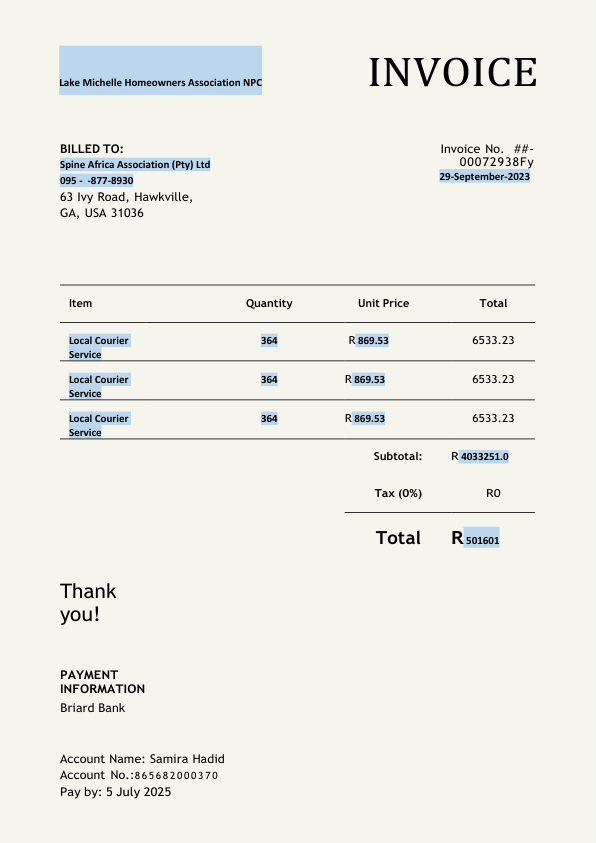 Lake Michelle Homeowners Association NPC
INVOICE
BILLED TO:
Spine Africa Association (Pty) Ltd
095 - -877-8930
63 Ivy Road, Hawkville,
GA, USA 31036
Invoice No. ##-
00072938Fy
29-September-2023
Item Quantity Unit Price Total
Local Courier 364 R 869.53 6533.23
Service
Local Courier 364 R 869.53 6533.23
Service
Local Courier 364 R 869.53 6533.23
Service
Subtotal: R 4033251.0
Tax (0%) R0
Total R 501601
Thank
you!
PAYMENT
INFORMATION
Briard Bank
Account Name: Samira Hadid
Account No.:865682000370
Pay by: 5 July 2025